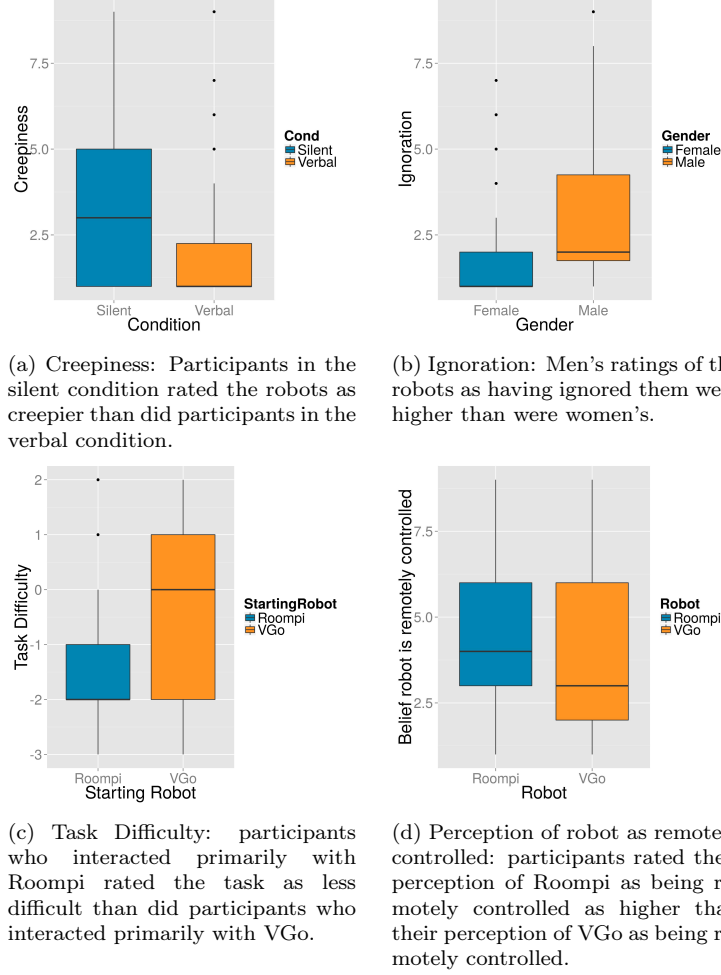 7.5
5.0
2.5
Creepiness
Silent
Verbal
Condition
Cond
Silent
Verbal
(a) Creepiness: Participants in the
silent condition rated the robots as
creepier than did participants in the
verbal condition.
7.5
5.0
2.5
Ignoration
Female
Male
Gender
Gender
Female
Male
(b) Ignoration: Men's ratings of
robots as having ignored them
higher than were women's.
2
1
0
-1
-2
-3
Task Difficulty
Roompi
VGo
Starting Robot
StartingRobot
Roompi
VGo
(c) Task Difficulty: participants
who interacted primarily with
Roompi rated the task as less
difficult than did participants who
interacted primarily with VGo.
7.5
5.0
2.5
Belief robot is remotely controlled
Roompi
VGo
Robot
Robot
Roompi
VGo
(d) Perception of robot as
controlled: participants rated
perception of Roompi as being
motely controlled as higher
their perception of VGo as being
motely controlled.